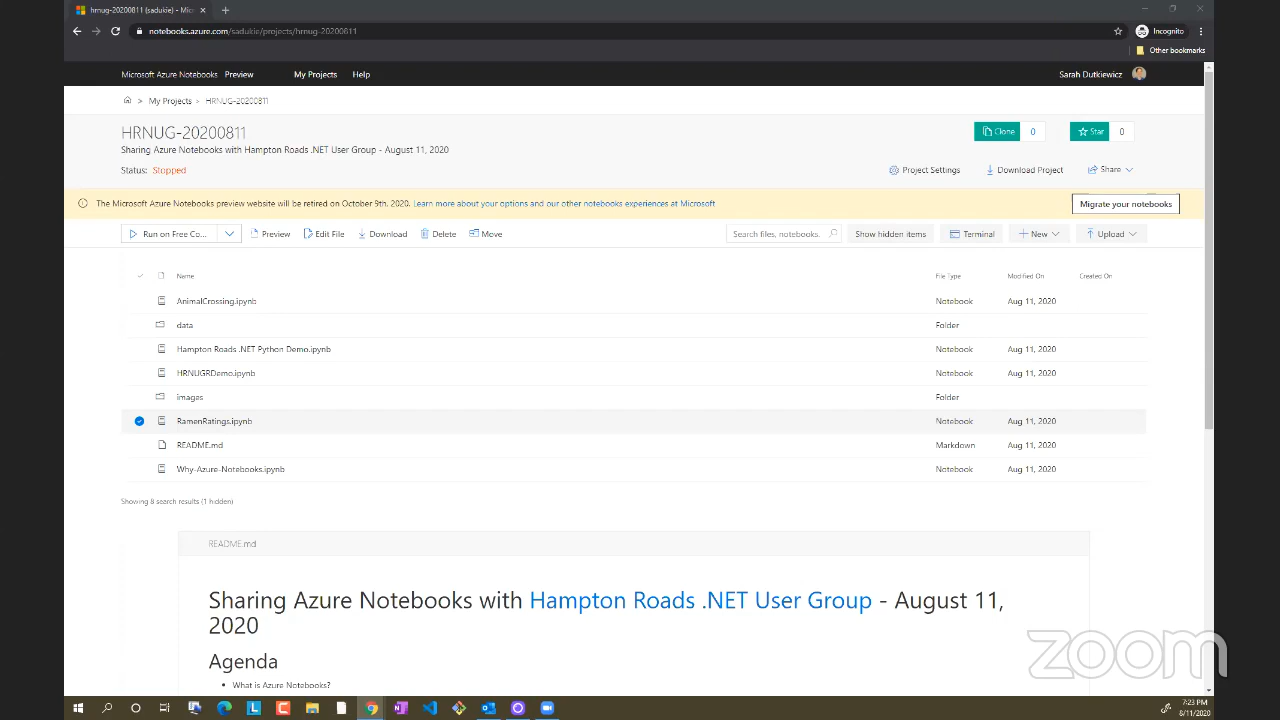 hrnug-20200811 (sadukie) - Mic
notebooks.azure.com/sadukie/projects/hrnug-20200811
Incognito
Other bookmarks
Microsoft Azure Notebooks Preview My Projects Help Sarah Dutkiewicz
My Projects > HRNUG-20200811
HRNUG-20200811
Clone 0 Star 0
Sharing Azure Notebooks with Hampton Roads .NET User Group - August 11, 2020
Status: Stopped
Project Settings Download Project Share
The Microsoft Azure Notebooks preview website will be retired on October 9th. 2020. Learn more about your options and our other notebooks experiences at Microsoft Migrate your notebooks
Run on Free Co... Preview Edit File Download Delete Move Search files, notebooks. Show hidden items Terminal New Upload
Name File Type Modified On Created On
AnimalCrossing.ipynb Notebook Aug 11, 2020
data Folder
Hampton Roads .NET Python Demo.ipynb Notebook Aug 11, 2020
HRNUGRDemo.ipynb Notebook Aug 11, 2020
images Folder
RamenRatings.ipynb Notebook Aug 11, 2020
README.md Markdown Aug 11, 2020
Why-Azure-Notebooks.ipynb Notebook Aug 11, 2020
Showing 8 search results (1 hidden)
README.md
Sharing Azure Notebooks with Hampton Roads .NET User Group - August 11,
2020
Agenda
• What is Azure Notebooks?
zoom
7:23 PM
8/11/2020